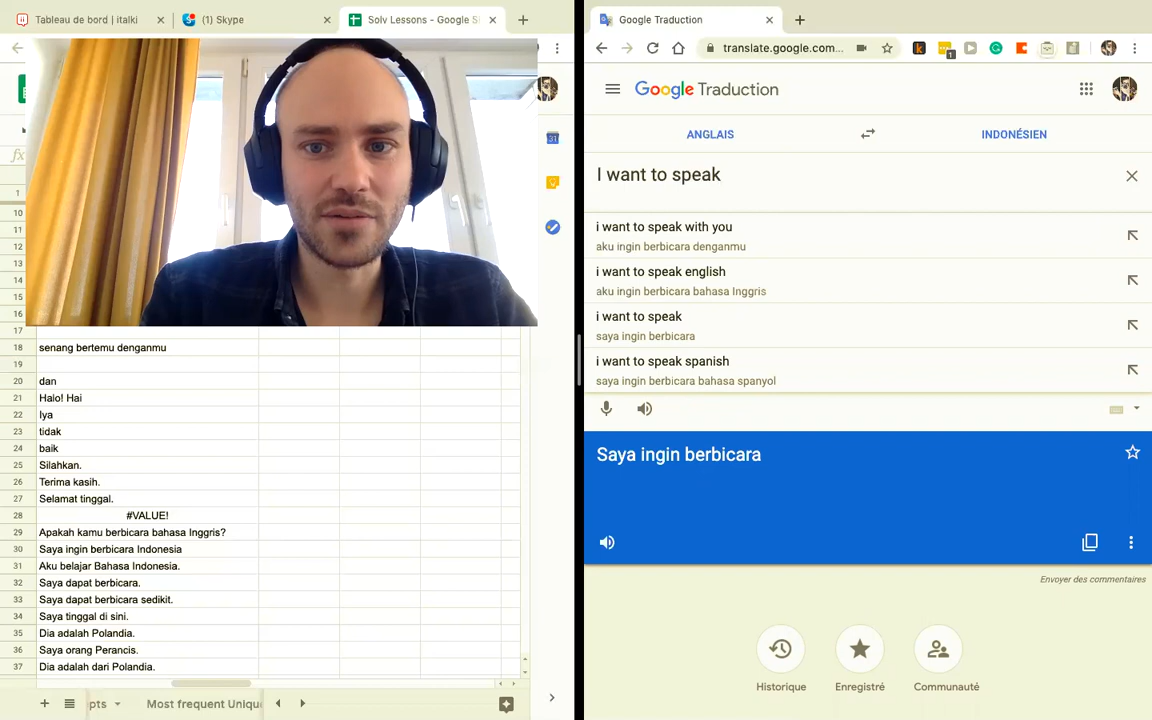 Tableau de bord | italki
(1) Skype
Solv Lessons - Google S
Google Traduction
translate.google.com...
1
Google Traduction
31
ANGLAIS
INDONÉSIEN
fx
I want to speak
1
10
11
12
13
14
15
16
17
18 senang bertemu denganmu
19
20 dan
21 Halo! Hai
22 Iya
23 tidak
24 baik
25 Silahkan.
26 Terima kasih.
27 Selamat tinggal.
28 #VALUE!
29 Apakah kamu berbicara bahasa Inggris?
30 Saya ingin berbicara Indonesia
31 Aku belajar Bahasa Indonesia.
32 Saya dapat berbicara.
33 Saya dapat berbicara sedikit.
34 Saya tinggal di sini.
35 Dia adalah Polandia.
36 Saya orang Perancis.
37 Dia adalah dari Polandia.
pts
Most frequent Uniqu
i want to speak with you
aku ingin berbicara denganmu
i want to speak english
aku ingin berbicara bahasa Inggris
i want to speak
saya ingin berbicara
i want to speak spanish
saya ingin berbicara bahasa spanyol
Saya ingin berbicara
Envoyer des commentaires
Historique
Enregistré
Communauté